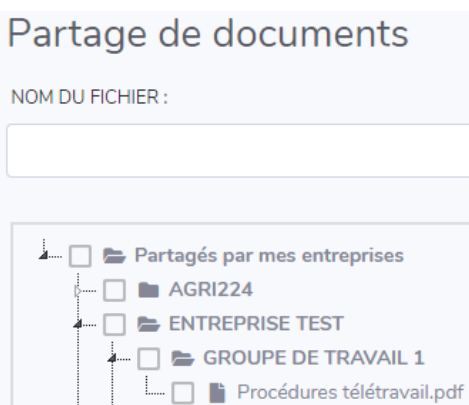 Partage de documents
NOM DU FICHIER :
Partagés par mes entreprises
AGRI224
ENTREPRISE TEST
GROUPE DE TRAVAIL 1
Procédures télétravail.pdf